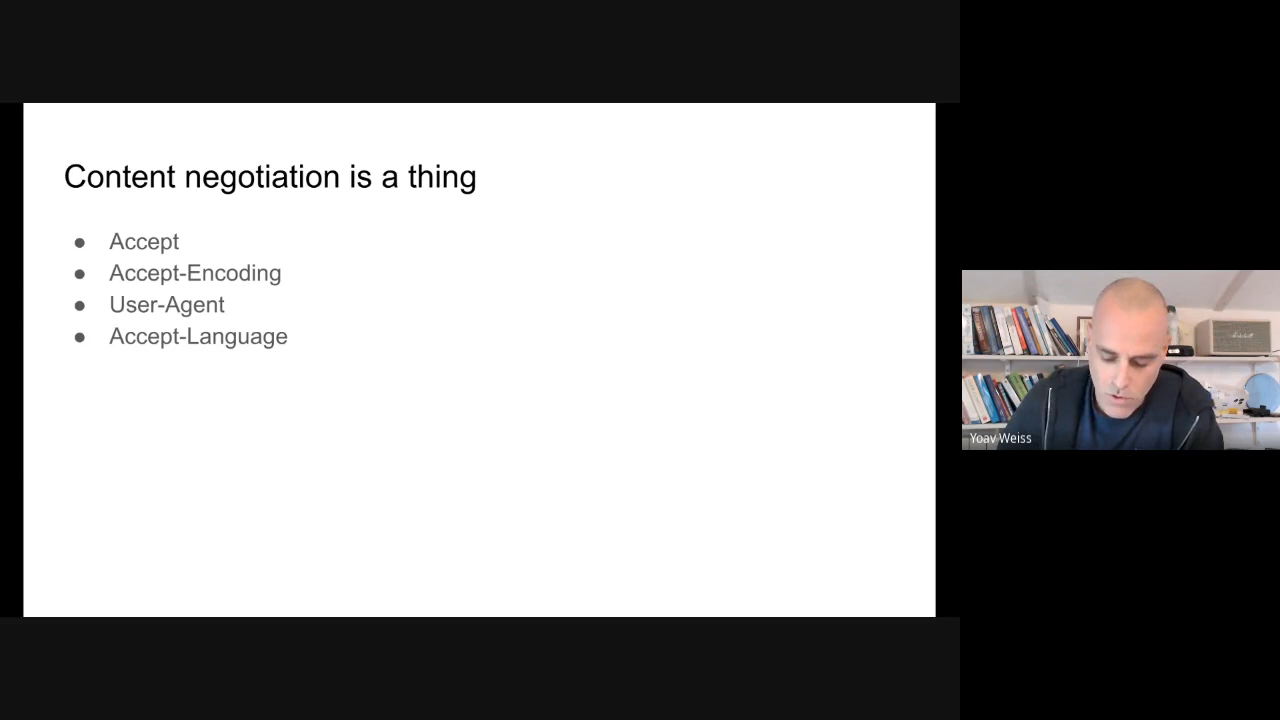 Content negotiation is a thing
● Accept
● Accept-Encoding
● User-Agent
● Accept-Language
Yoav Weiss